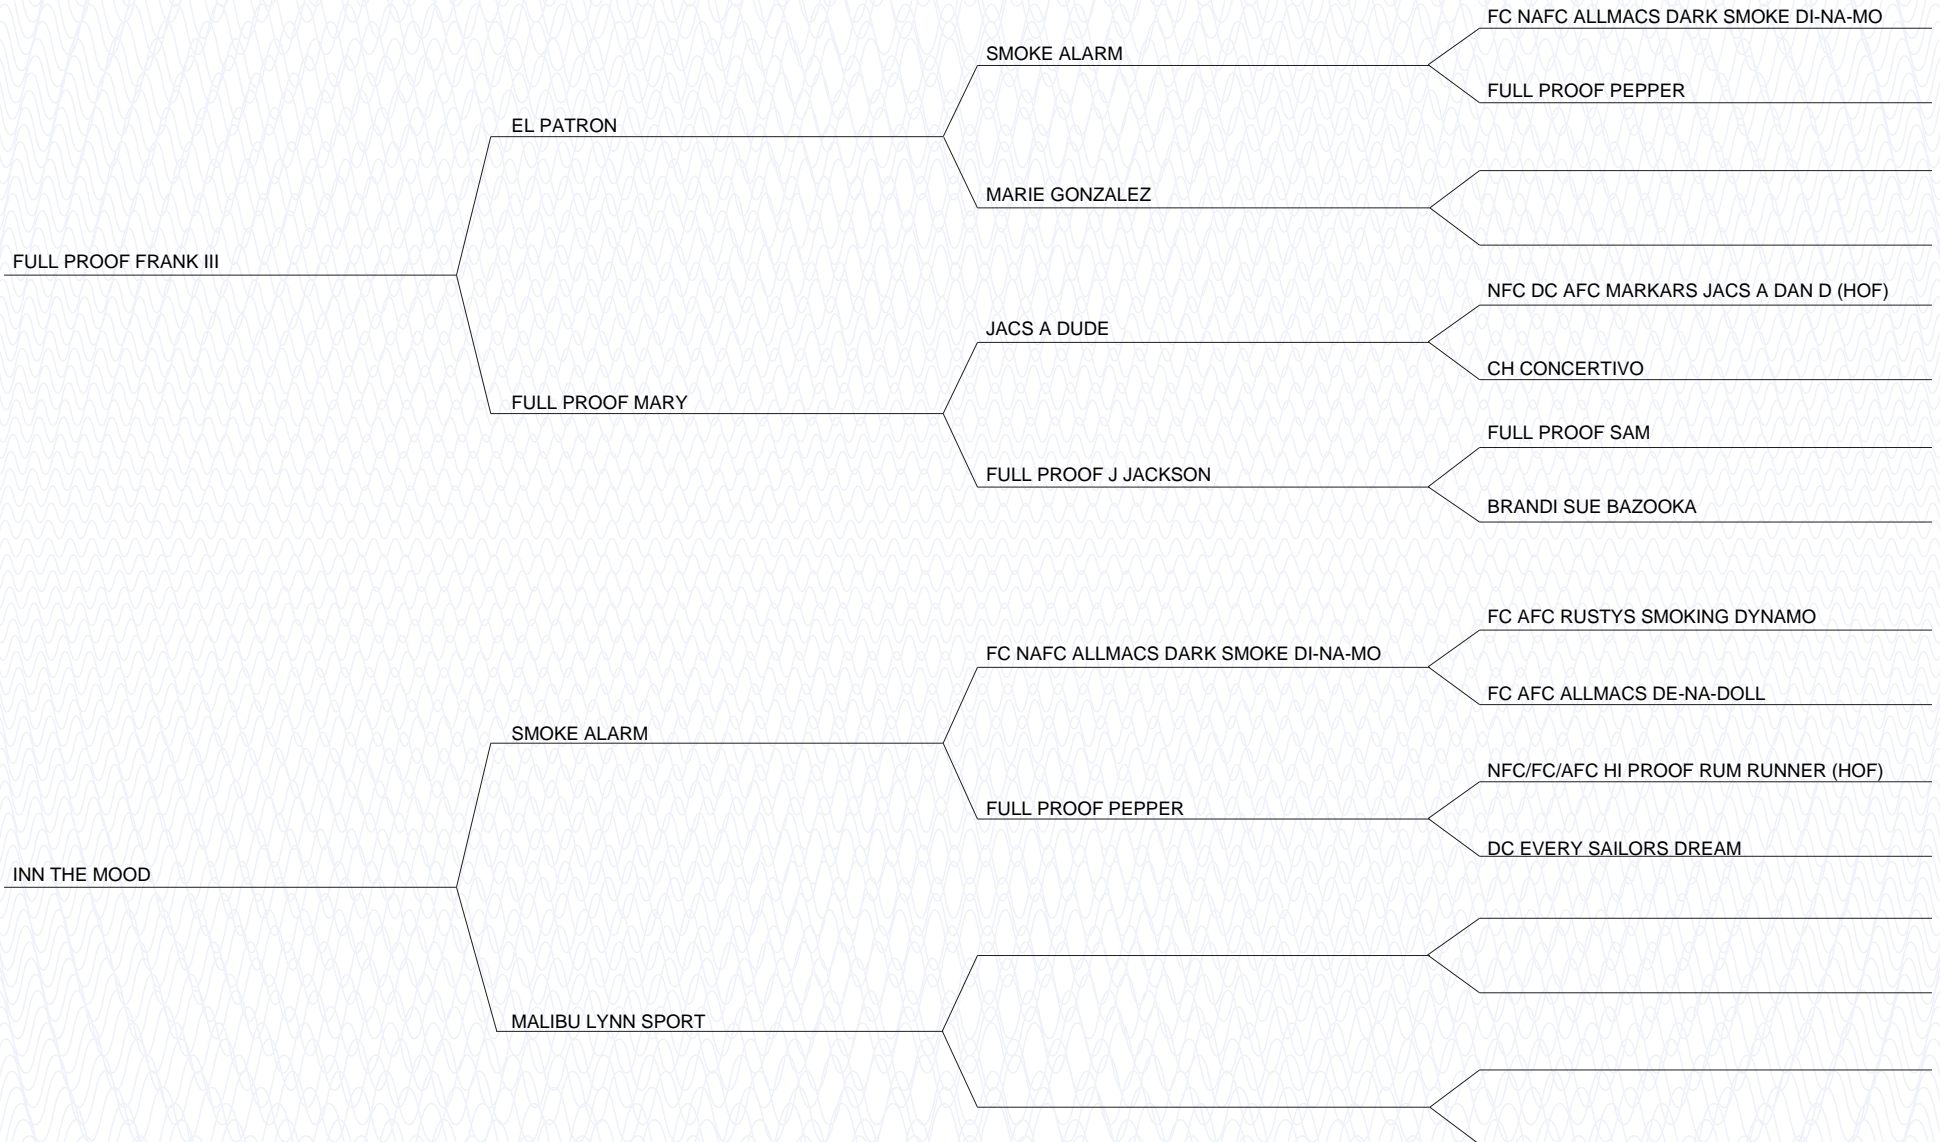 FC NAFC ALLMACS DARK SMOKE DI-NA-MO
SMOKE ALARM
FULL PROOF PEPPER
EL PATRON
MARIE GONZALEZ
FULL PROOF FRANK III
NFC DC AFC MARKARS JACS A DAN D (HOF)
JACS A DUDE
CH CONCERTIVO
FULL PROOF MARY
FULL PROOF SAM
FULL PROOF J JACKSON
BRANDI SUE BAZOOKA
FC AFC RUSTYS SMOKING DYNAMO
FC NAFC ALLMACS DARK SMOKE DI-NA-MO
FC AFC ALLMACS DE-NA-DOLL
SMOKE ALARM
NFC/FC/AFC HI PROOF RUM RUNNER (HOF)
FULL PROOF PEPPER
DC EVERY SAILORS DREAM
INN THE MOOD
MALIBU LYNN SPORT